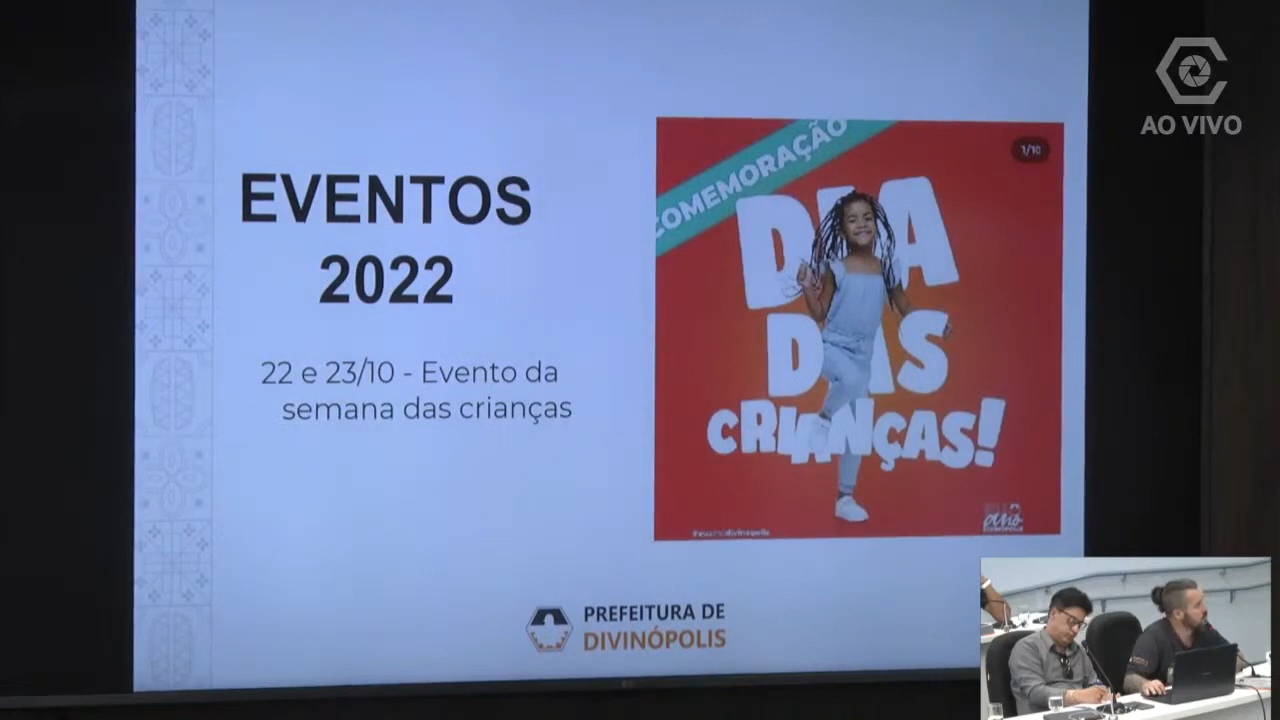 AO VIVO
EVENTOS
2022
22 e 23/10 - Evento da
semana das crianças
COMEMORAÇÃO
1/10
DIA
DAS
CRIANÇAS!
PREFEITURA DE
DIVINÓPOLIS